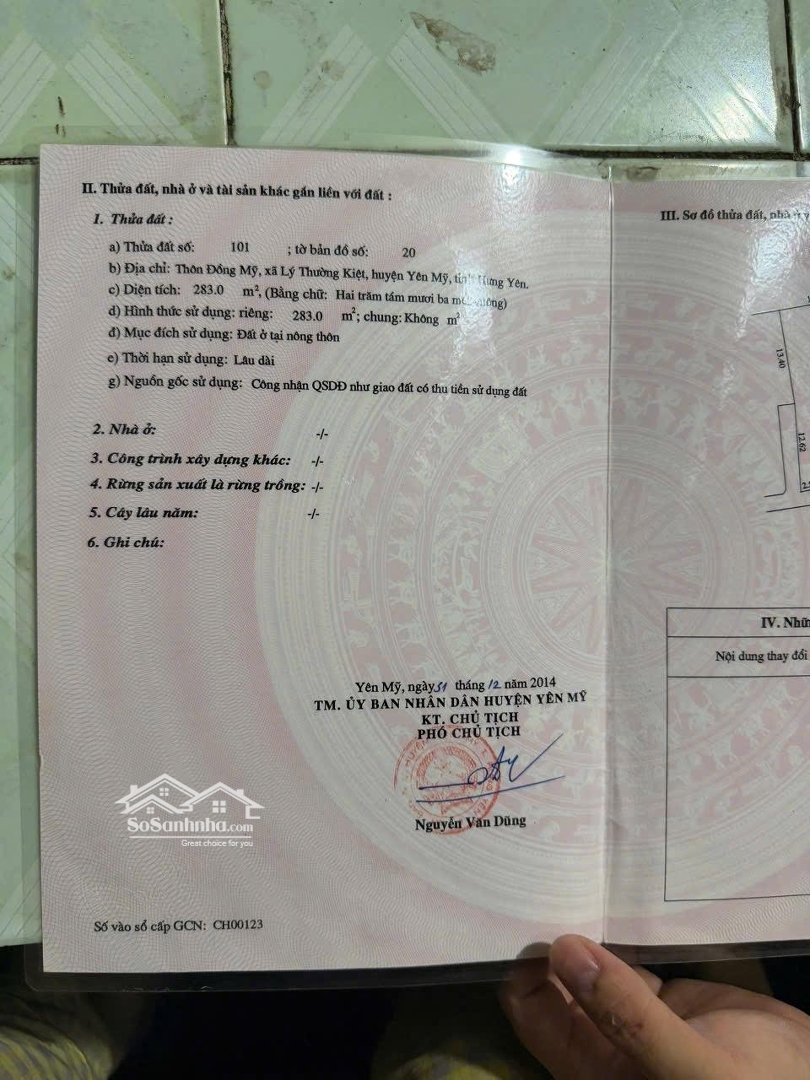 II. Thửa đất, nhà ở và tài sản khác gắn liền với đất :
1. Thửa đất :
a) Thửa đất số: 101 ; tờ bản đồ số: 20
b) Địa chỉ: Thôn Đồng Mỹ, xã Lý Thường Kiệt, huyện Yên Mỹ, tỉnh Hưng Yên.
c) Diện tích: 283.0 m², (Bằng chữ: Hai trăm tám mươi ba mét vuông)
d) Hình thức sử dụng: riêng: 283.0 m²; chung: Không m²
đ) Mục đích sử dụng: Đất ở tại nông thôn
e) Thời hạn sử dụng: Lâu dài
g) Nguồn gốc sử dụng: Công nhận QSDĐ như giao đất có thu tiền sử dụng đất
2. Nhà ở: -/-
3. Công trình xây dựng khác: -/-
4. Rừng sản xuất là rừng trồng: -/-
5. Cây lâu năm: -/-
6. Ghi chú:
Yên Mỹ, ngày 31 tháng 12 năm 2014
TM. ỦY BAN NHÂN DÂN HUYỆN YÊN MỸ
KT. CHỦ TỊCH
PHÓ CHỦ TỊCH
Nguyễn Văn Dũng
SoSanhnha.com
Great choice for you
Số vào sổ cấp GCN: CH00123
III. Sơ đồ thửa đất, nhà ở v
13.40
12.62
IV. Nhữn
Nội dung thay đổi